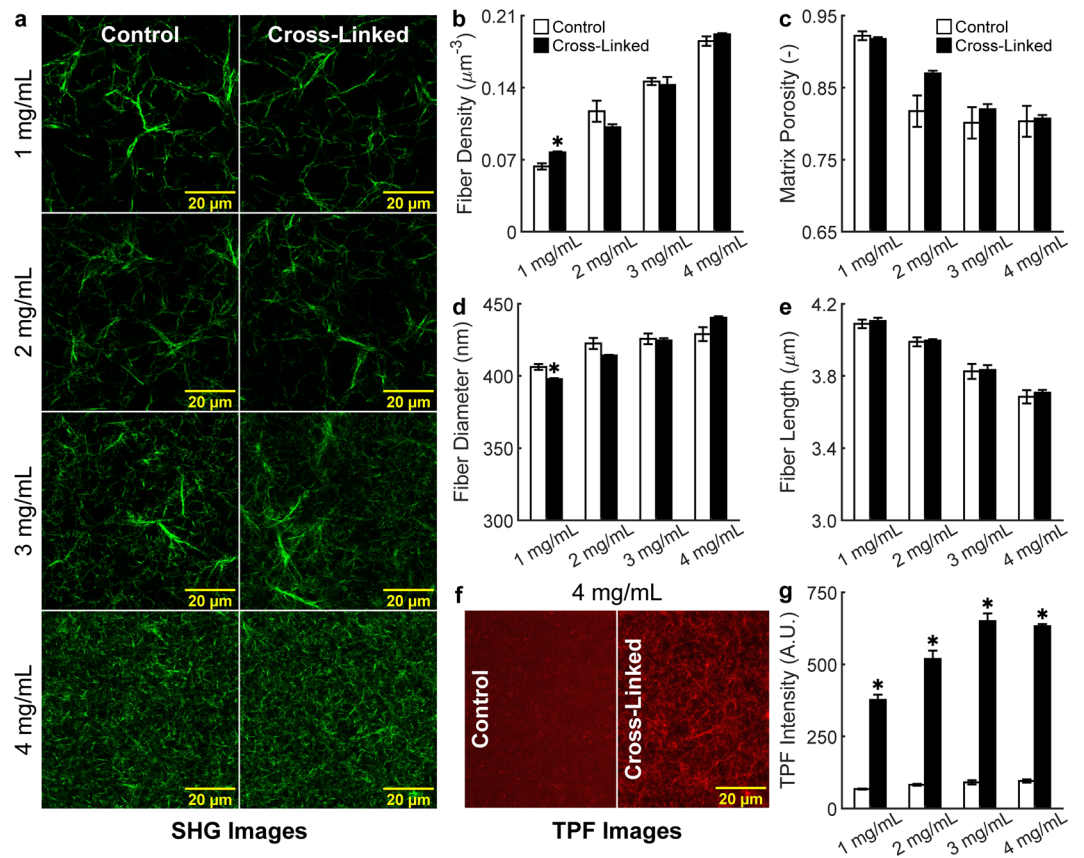 a
Control
Cross-Linked
1 mg/mL
20 µm
20 µm
2 mg/mL
20 µm
20 µm
3 mg/mL
20 µm
20 µm
4 mg/mL
20 µm
20 µm
SHG Images
b
Control
Cross-Linked
Fiber Density (μm⁻³)
0.21
0.14
0.07
0
*
1 mg/mL
2 mg/mL
3 mg/mL
4 mg/mL
c
Control
Cross-Linked
Matrix Porosity (-)
0.95
0.85
0.75
0.65
1 mg/mL
2 mg/mL
3 mg/mL
4 mg/mL
d
Fiber Diameter (nm)
450
400
350
300
*
1 mg/mL
2 mg/mL
3 mg/mL
4 mg/mL
e
Fiber Length (μm)
4.2
3.8
3.4
3.0
1 mg/mL
2 mg/mL
3 mg/mL
4 mg/mL
f
4 mg/mL
Control
Cross-Linked
20 µm
TPF Images
g
TPF Intensity (A.U.)
750
500
250
0
*
*
*
*
1 mg/mL
2 mg/mL
3 mg/mL
4 mg/mL